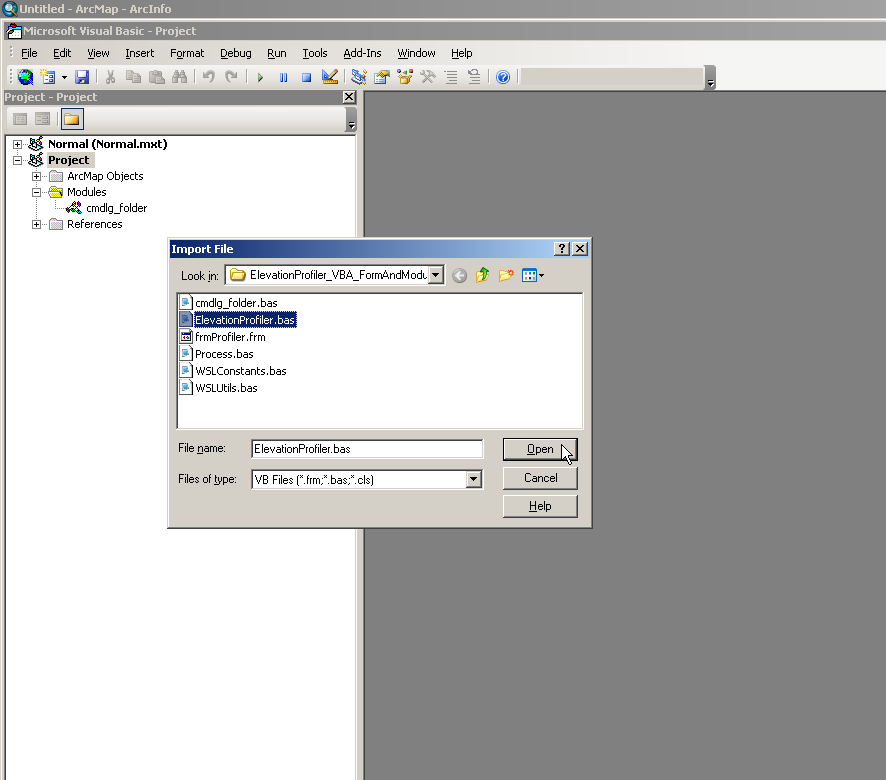 Untitled - ArcMap - ArcInfo
Microsoft Visual Basic - Project
File Edit View Insert Format Debug Run Tools Add-Ins Window Help
Project - Project
Normal (Normal.mxt)
Project
ArcMap Objects
Modules
cmdlg_folder
References
Import File
Look in: ElevationProfiler_VBA_FormAndModu
cmdlg_folder.bas
ElevationProfiler.bas
frmProfiler.frm
Process.bas
WSLConstants.bas
WSLUtils.bas
File name: ElevationProfiler.bas Open
Files of type: VB Files (*.frm;*.bas;*.cls) Cancel
Help